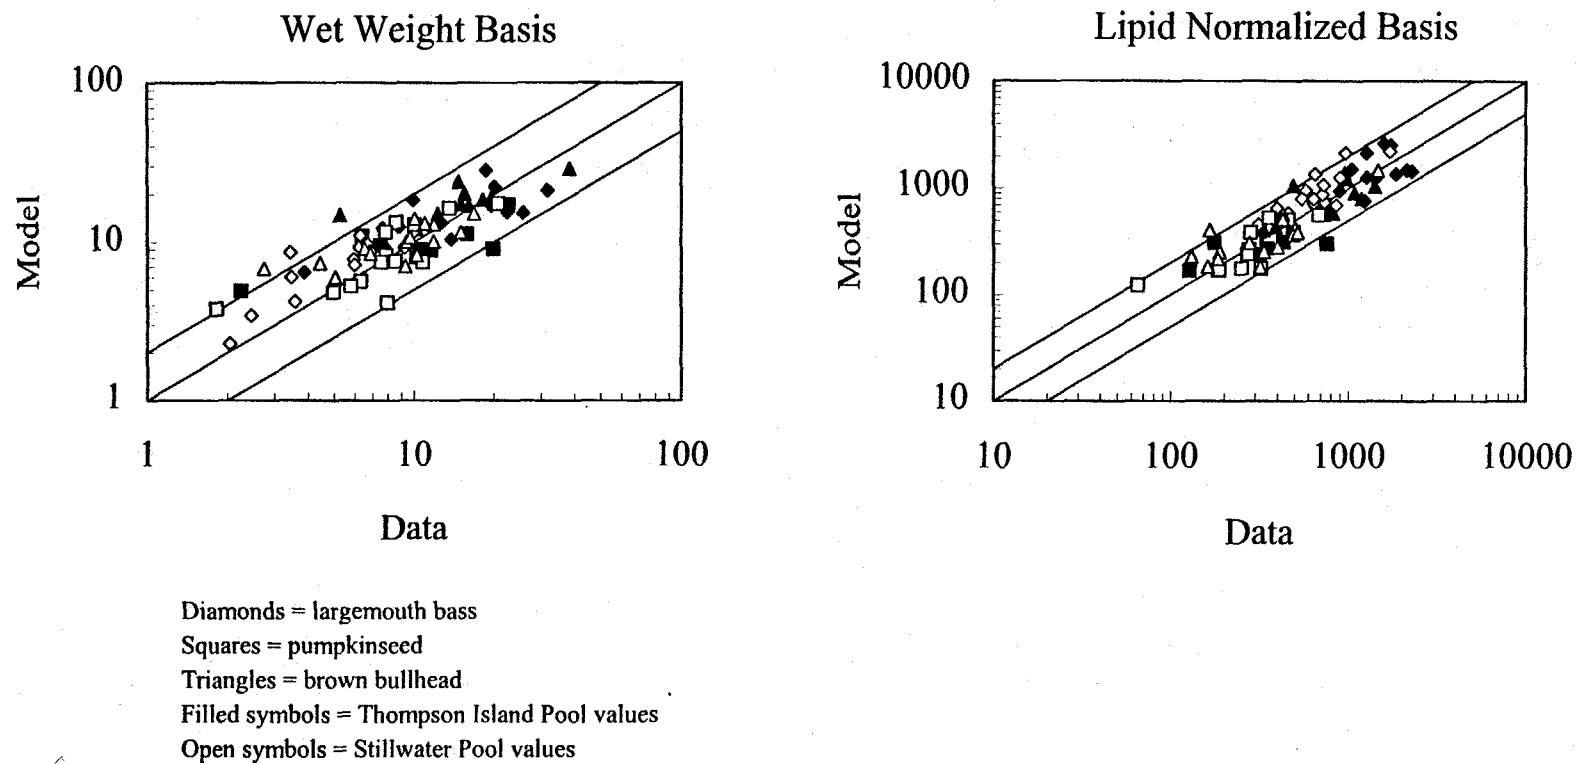 Wet Weight Basis
100
10
1
Model
1
10
100
Data
Lipid Normalized Basis
10000
1000
100
10
Model
10
100
1000
10000
Data
Diamonds = largemouth bass
Squares = pumpkinseed
Triangles = brown bullhead
Filled symbols = Thompson Island Pool values
Open symbols = Stillwater Pool values